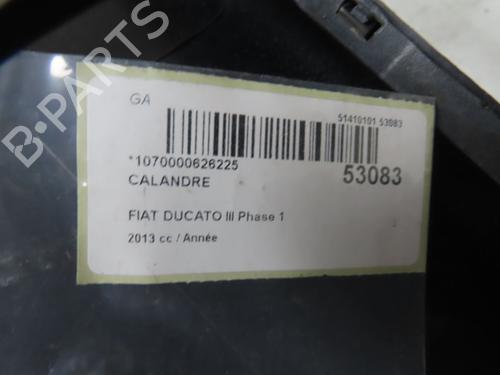 GA
51410101 53083
*1070000626225
CALANDRE
53083
FIAT DUCATO III Phase 1
2013 cc / Année
B-PARTS